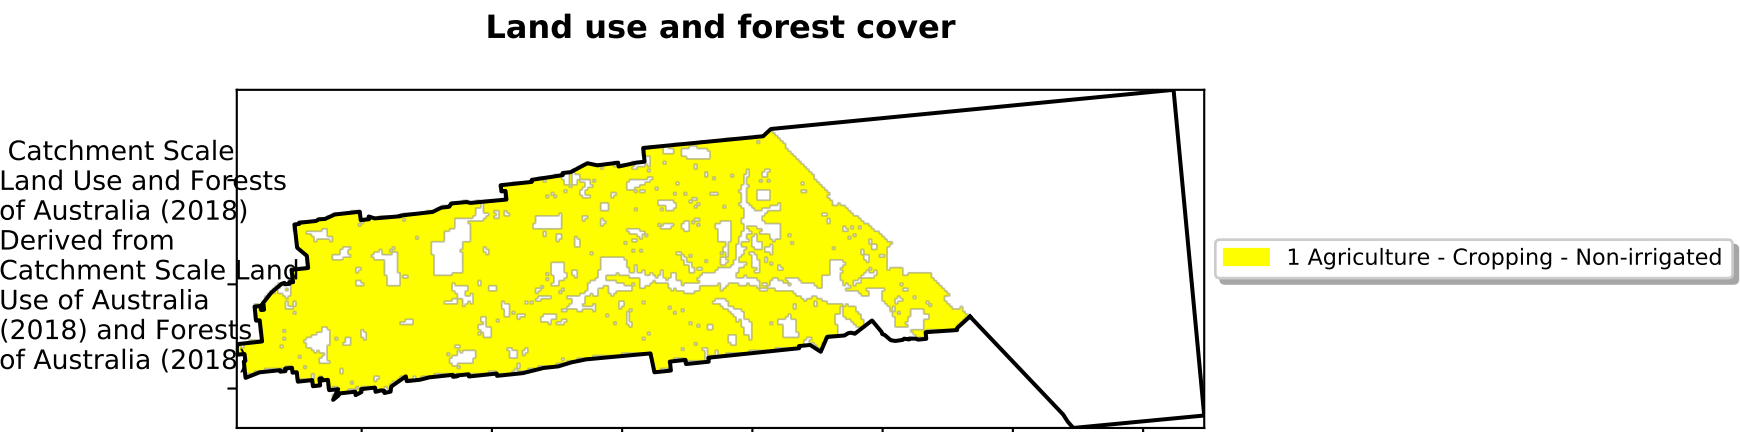 Land use and forest cover
Catchment Scale
Land Use and Forests
of Australia (2018)
Derived from
Catchment Scale Land
Use of Australia
(2018) and Forests
of Australia (2018)
1 Agriculture - Cropping - Non-irrigated